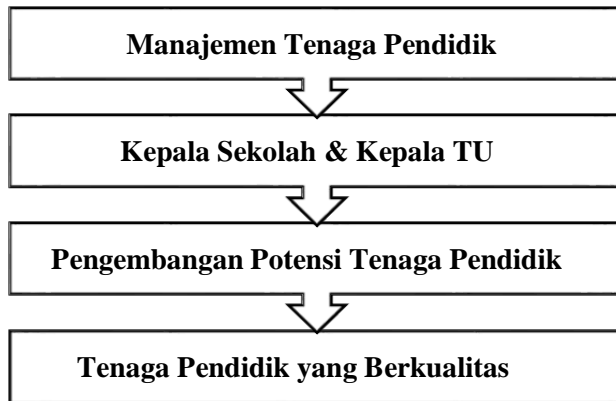 Manajemen Tenaga Pendidik
Kepala Sekolah & Kepala TU
Pengembangan Potensi Tenaga Pendidik
Tenaga Pendidik yang Berkualitas